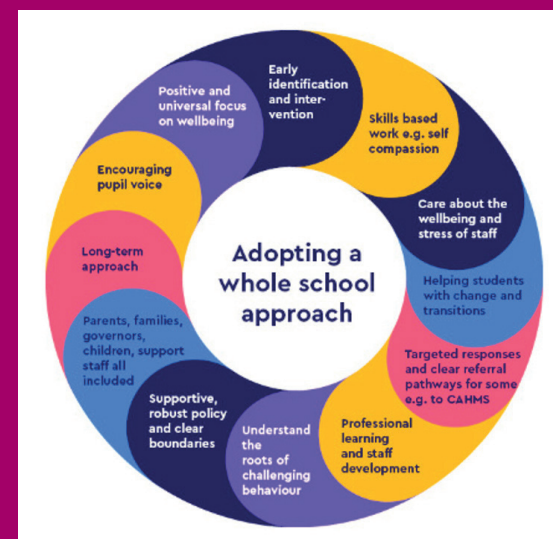 Adopting a
whole school
approach
Early
identification
and inter-
vention
Skills based
work e.g. self
compassion
Care about the
wellbeing and
stress of staff
Helping students
with change and
transitions
Targeted responses
and clear referral
pathways for some
e.g. to CAHMS
Professional
learning
and staff
development
Understand
the
roots of
challenging
behaviour
Supportive,
robust policy
and clear
boundaries
Parents, families,
governors,
children, support
staff all
included
Long-term
approach
Encouraging
pupil voice
Positive and
universal focus
on wellbeing